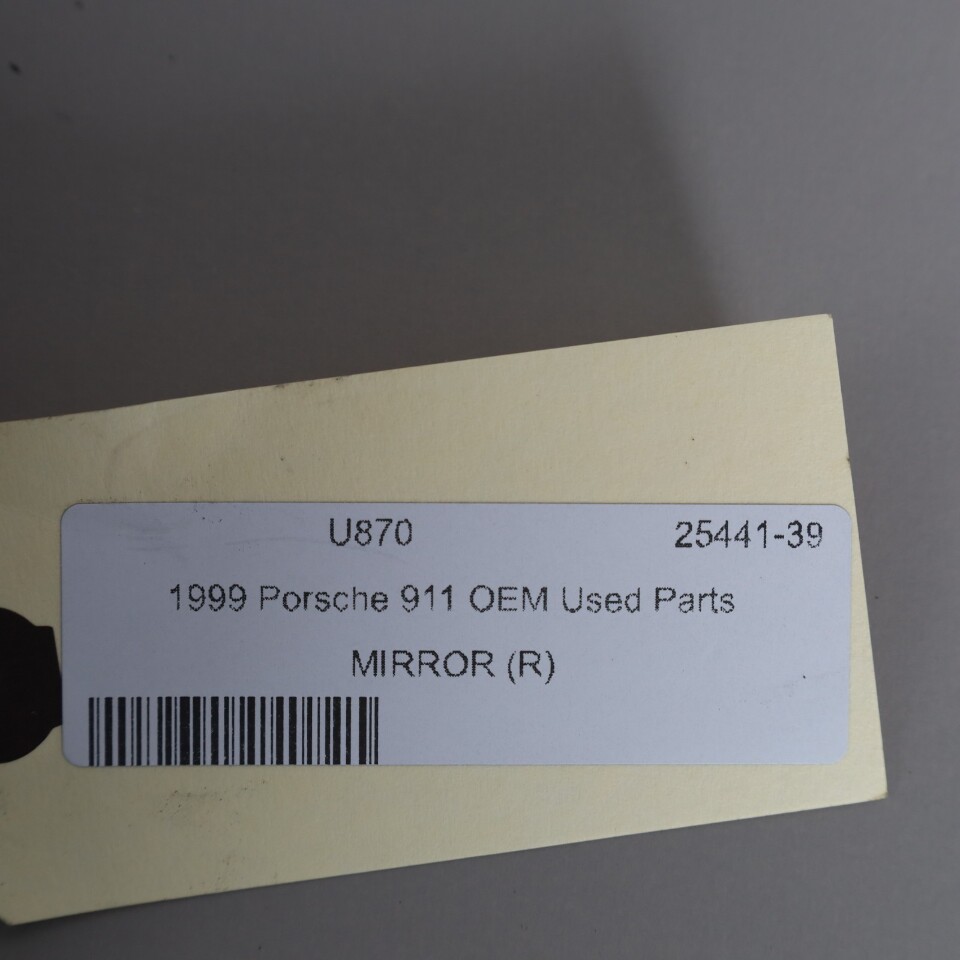 U870 25441-39
1999 Porsche 911 OEM Used Parts
MIRROR (R)